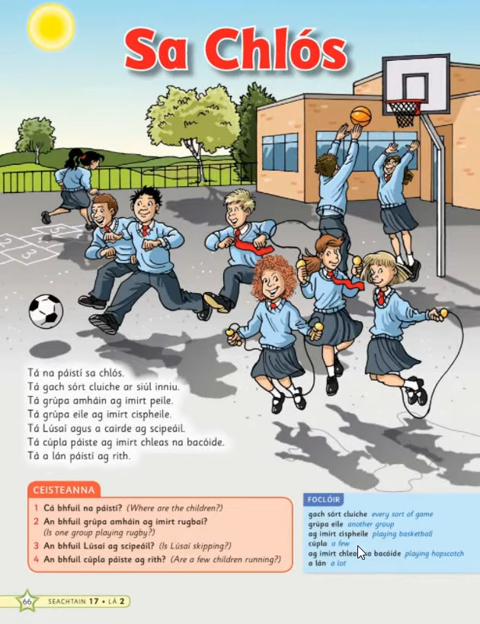 Sa Chlós
1
2
3
Tá na páistí sa chlós.
Tá gach sórt cluiche ar siúl inniu.
Tá grúpa amháin ag imirt peile.
Tá grúpa eile ag imirt cispheile.
Tá Lúsaí agus a cairde ag scipeáil.
Tá cúpla páiste ag imirt chleas na bacóide.
Tá a lán páistí ag rith.
CEISTEANNA
1 Cá bhfuil na páistí? (Where are the children?)
2 An bhfuil grúpa amháin ag imirt rugbaí?
(Is one group playing rugby?)
3 An bhfuil Lúsaí ag scipeáil? (Is Lúsaí skipping?)
4 An bhfuil cúpla páiste ag rith? (Are a few children running?)
FOCLÓIR
gach sórt cluiche every sort of game
grúpa eile another group
ag imirt cispheile playing basketball
cúpla a few
ag imirt na bacóide playing hopscotch
a lán a lot
66 SEACHTAIN 17 • LÁ 2